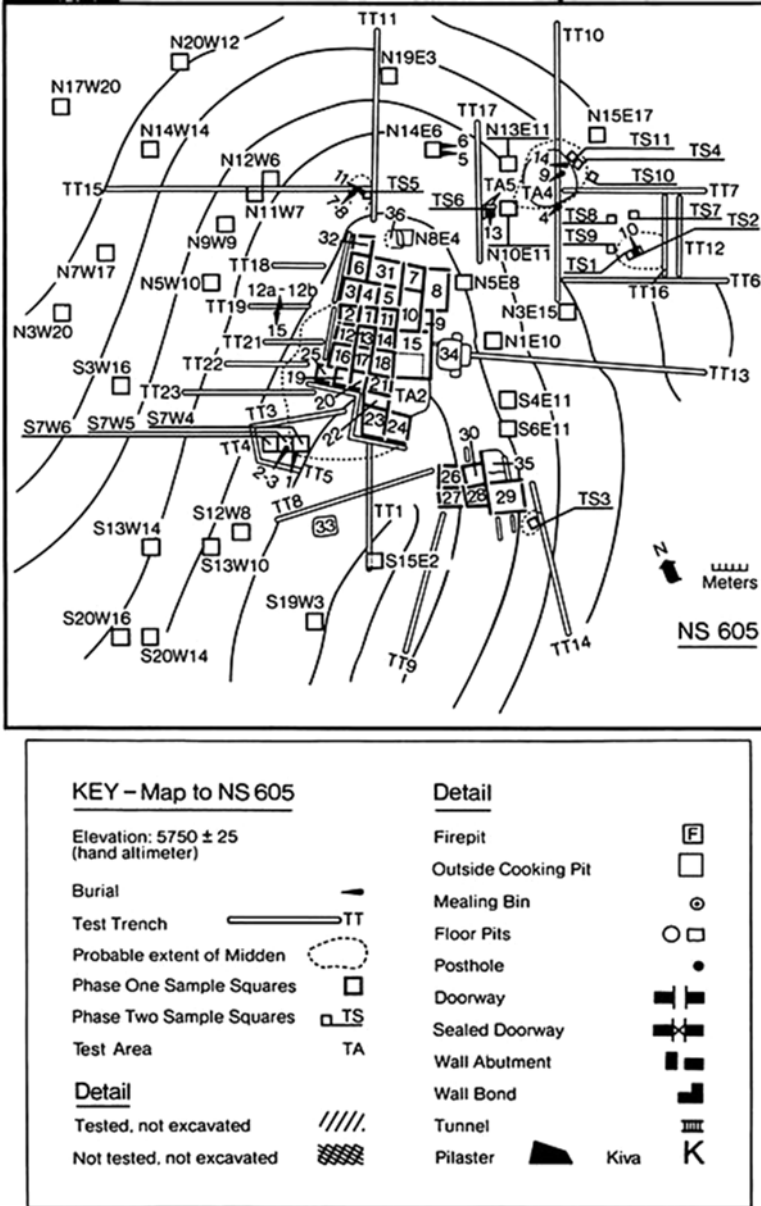 TT11
TT10
N20W12
N19E3
N17W20
TT17
N15E17
N14W14
N14E6
6
5
N13E11
TS11
TS4
14
N12W6
11
TS5
9
TS10
TT15
7-8
TS6
TA5
TA4
TT7
N11W7
36
13
4
TS8
TS7
N9W9
32
N8E4
TS9
10
TS2
N7W17
TT18
N10E11
TS1
TT12
6
31
7
N5W10
12a-12b
3
4
5
8
N5E8
TT16
TT6
N3W20
TT19
2
1
11
10
9
N3E15
15
TT21
12
13
14
15
34
N1E10
TT22
25
16
17
18
S3W16
19
TT13
TT23
20
21
TA2
S4E11
S7W6
S7W5
S7W4
TT3
22
23
24
S6E11
TT4
30
2-3
1
TT5
26
35
27
28
29
TT8
TS3
S12W8
33
TT1
S13W14
S13W10
S15E2
N
Meters
S19W3
S20W16
S20W14
TT9
TT14
NS 605
KEY – Map to NS 605
Elevation: 5750 ± 25
(hand altimeter)
Burial
Test Trench TT
Probable extent of Midden
Phase One Sample Squares
Phase Two Sample Squares TS
Test Area TA
Detail
Tested, not excavated
Not tested, not excavated
Detail
Firepit F
Outside Cooking Pit
Mealing Bin
Floor Pits
Posthole
Doorway
Sealed Doorway
Wall Abutment
Wall Bond
Tunnel
Pilaster Kiva K